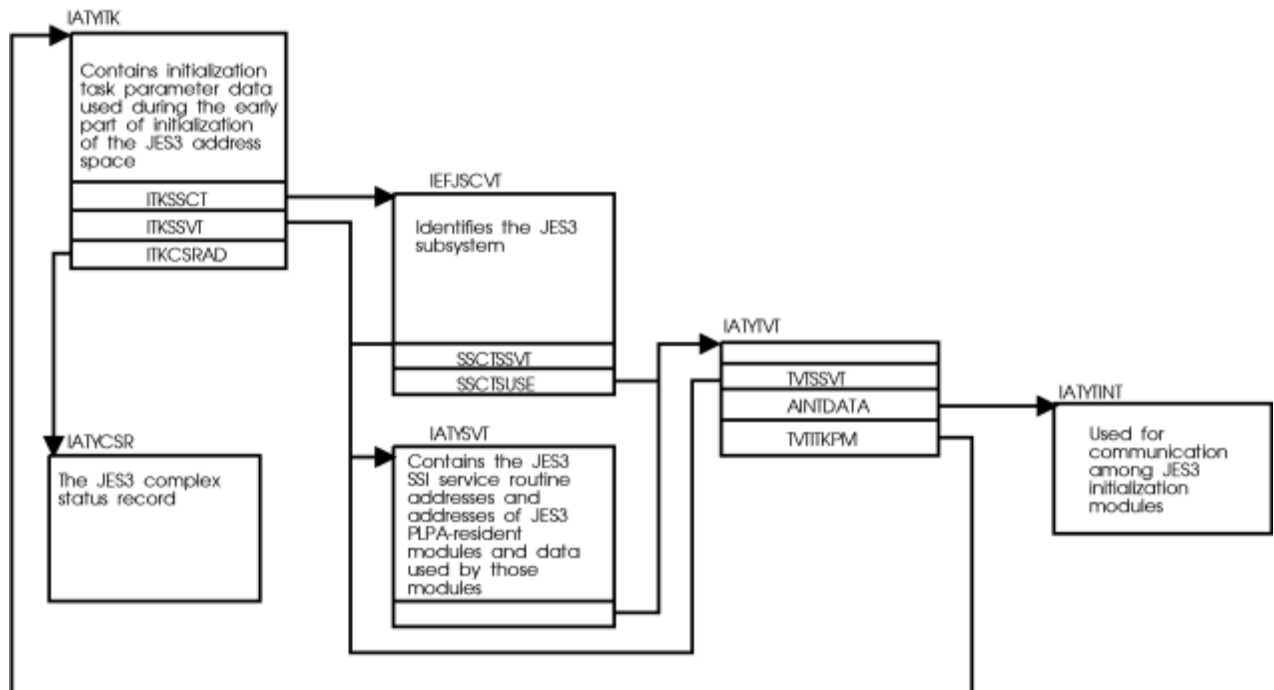 IATYITK
Contains initialization
task parameter data
used during the early
part of initialization
of the JES3 address
space
ITKSSCT
ITKSSVT
ITKCSRAD
IEFJSCVT
Identifies the JES3
subsystem
SSCTSSVT
SSCTSUSE
IATYCSR
The JES3 complex
status record
IATYSVT
Contains the JES3
SSI service routine
addresses and
addresses of JES3
PLPA-resident
modules and data
used by those
modules
IATYTVT
TVTSSVT
AINTDATA
TVTITKPM
IATYTINT
Used for
communication
among JES3
initialization
modules